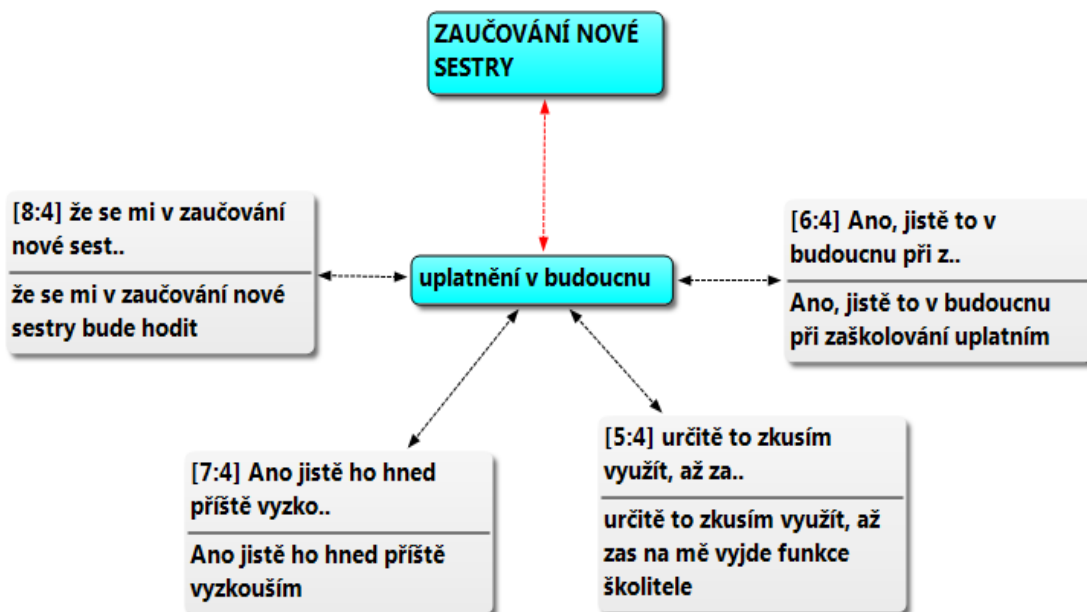 ZAUČOVÁNÍ NOVÉ
SESTRY
[8:4] že se mi v zaučování
nové sest..
že se mi v zaučování nové
sestry bude hodit
uplatnění v budoucnu
[6:4] Ano, jistě to v
budoucnu při z..
Ano, jistě to v budoucnu
při zaškolování uplatním
[7:4] Ano jistě ho hned
příště vyzko..
Ano jistě ho hned příště
vyzkouším
[5:4] určitě to zkusím
využít, až za..
určitě to zkusím využít, až
zas na mě vyjde funkce
školitele